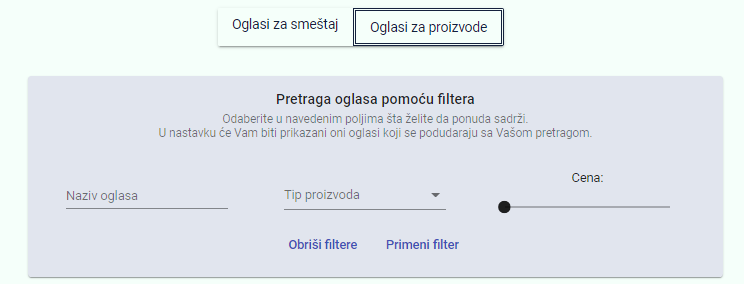 Oglasi za smeštaj
Oglasi za proizvode
Pretraga oglasa pomoću filtera
Odaberite u navedenim poljima šta želite da ponuda sadrži.
U nastavku će Vam biti prikazani oni oglasi koji se podudaraju sa Vašom pretragom.
Cena:
Naziv oglasa
Tip proizvoda
Obriši filtere
Primeni filter